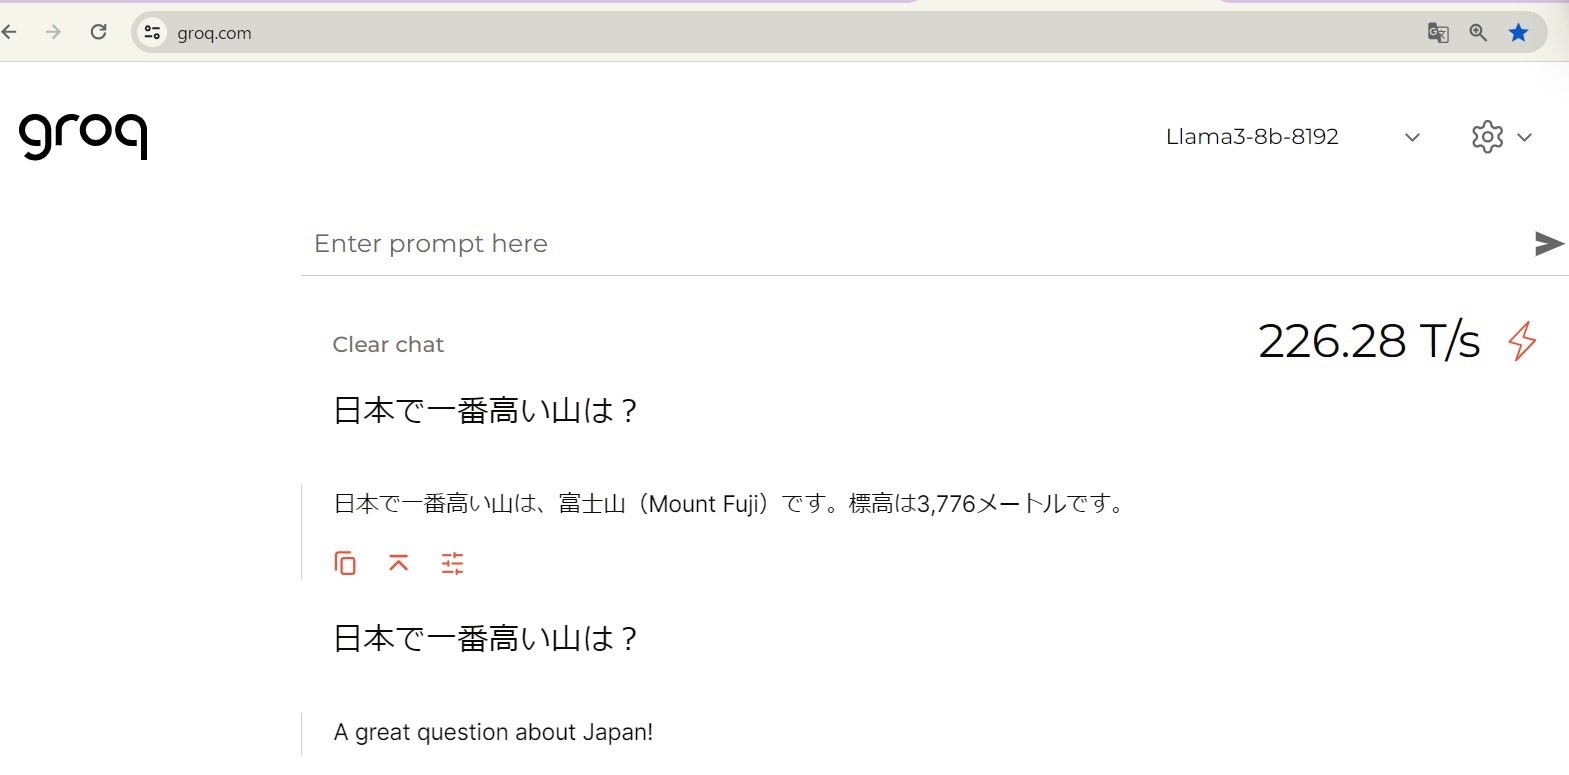 groq.com
groq
Llama3-8b-8192
Enter prompt here
Clear chat
226.28 T/s
日本で一番高い山は？
日本で一番高い山は、富士山（Mount Fuji）です。標高は3,776メートルです。
日本で一番高い山は？
A great question about Japan!